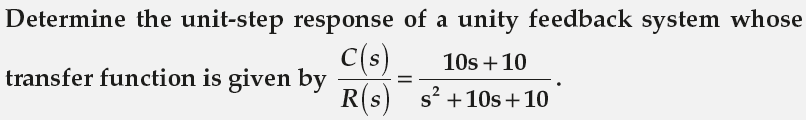 Determine the unit-step response of a unity feedback system whose
transfer function is given by C(s)/R(s) = (10s+10)/(s²+10s+10).